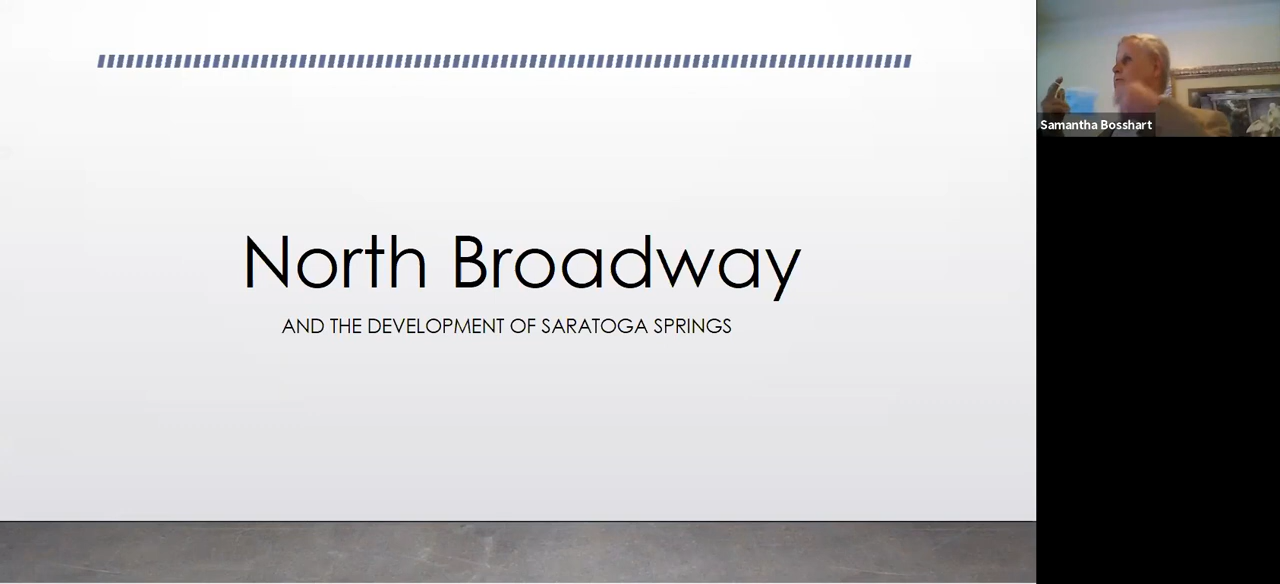 North Broadway
AND THE DEVELOPMENT OF SARATOGA SPRINGS
Samantha Bosshart